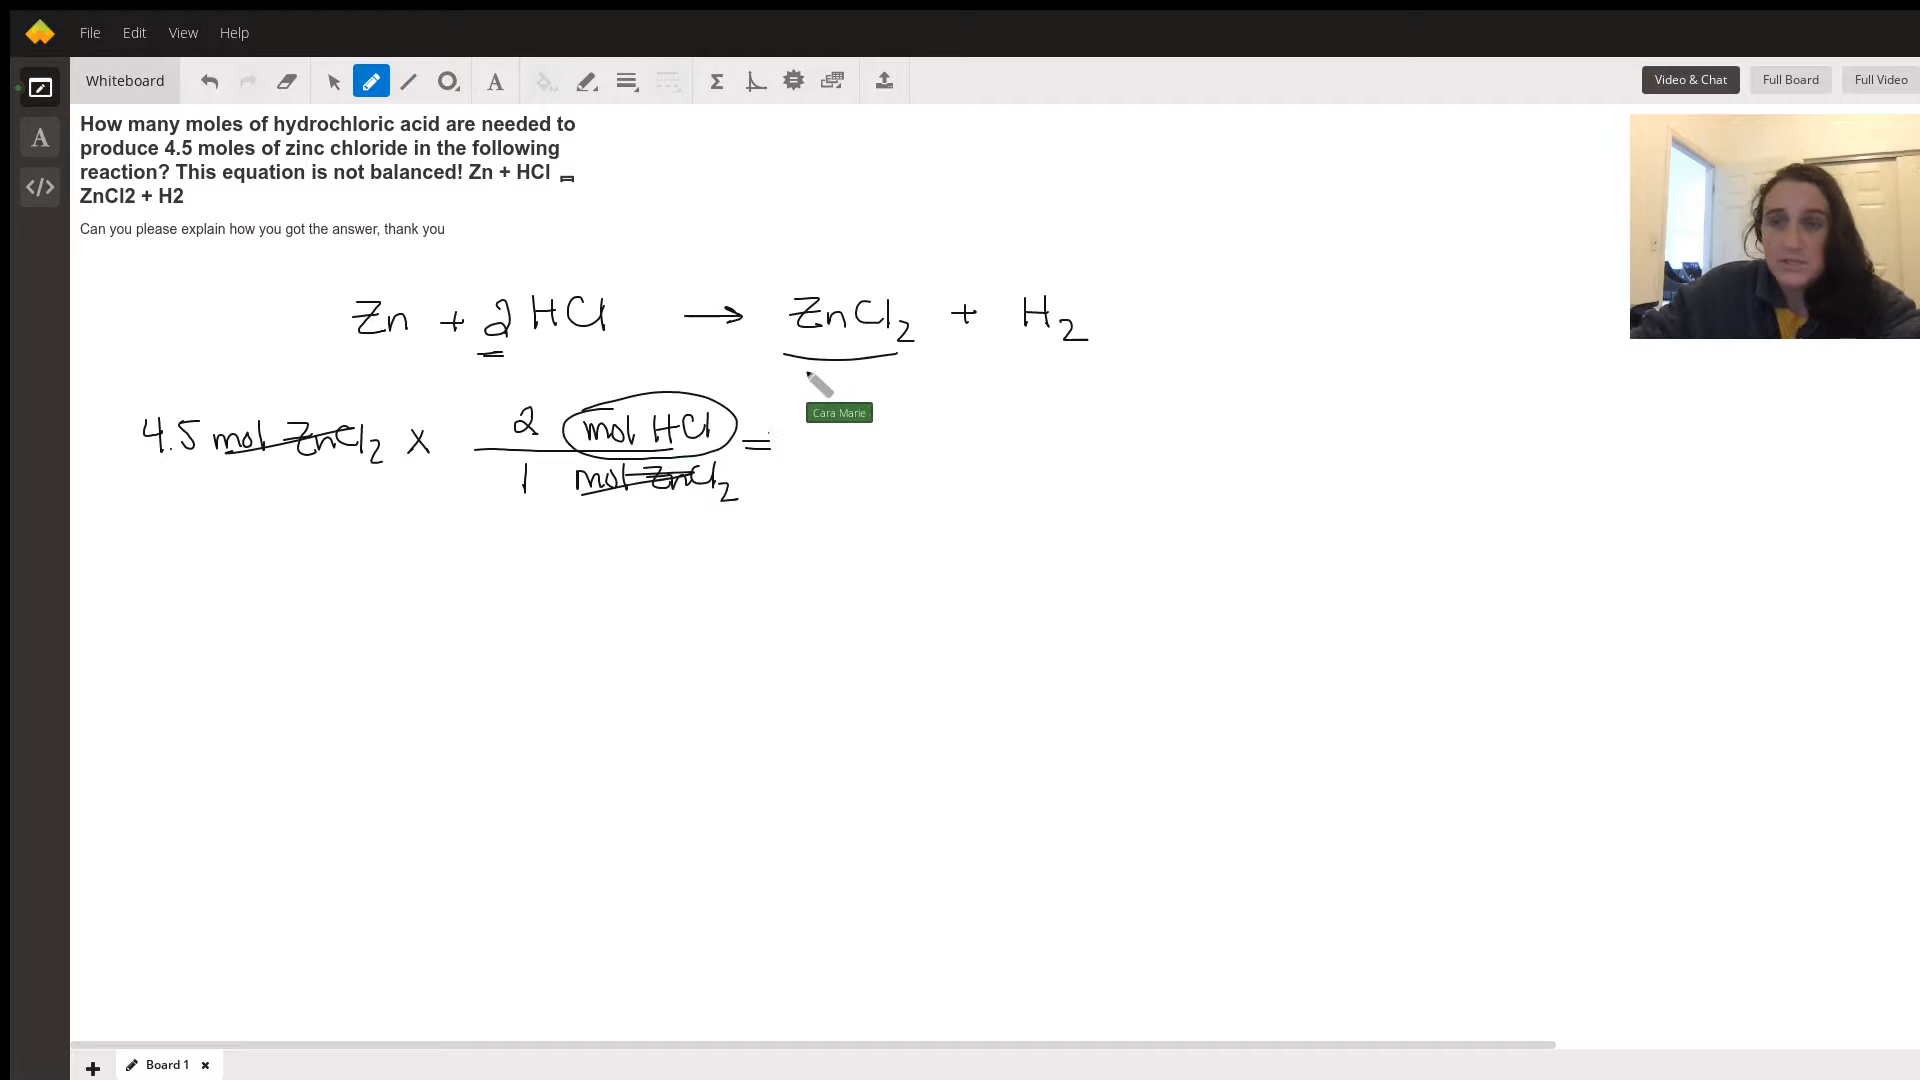 File Edit View Help
Whiteboard
Video & Chat Full Board Full Video
How many moles of hydrochloric acid are needed to
produce 4.5 moles of zinc chloride in the following
reaction? This equation is not balanced! Zn + HCl =
ZnCl2 + H2
Can you please explain how you got the answer, thank you
Zn + 2 HCl → ZnCl₂ + H₂
Cara Marie
2 mol HCl
4.5 mol ZnCl₂ x =
1 mol ZnCl₂
Board 1